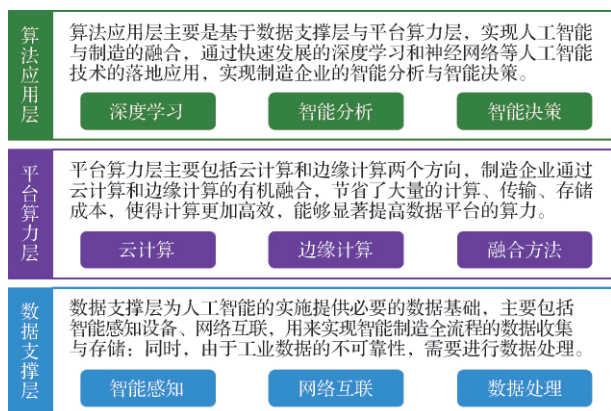 算法应用层
算法应用层主要是基于数据支撑层与平台算力层，实现人工智能
与制造的融合，通过快速发展的深度学习和神经网络等人工智能
技术的落地应用，实现制造企业的智能分析与智能决策。
深度学习 智能分析 智能决策
平台算力层
平台算力层主要包括云计算和边缘计算两个方向，制造企业通过
云计算和边缘计算的有机融合，节省了大量的计算、传输、存储
成本，使得计算更加高效，能够显著提高数据平台的算力。
云计算 边缘计算 融合方法
数据支撑层
数据支撑层为人工智能的实施提供必要的数据基础，主要包括
智能感知设备、网络互联，用来实现智能制造全流程的数据收集
与存储；同时，由于工业数据的不可靠性，需要进行数据处理。
智能感知 网络互联 数据处理